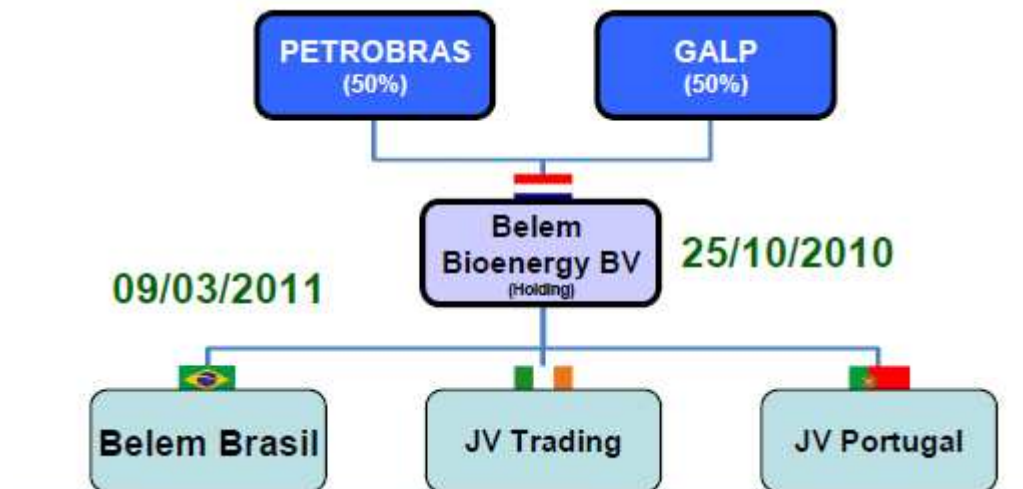 PETROBRAS
(50%)
GALP
(50%)
Belem
Bioenergy BV
(Holding)
25/10/2010
09/03/2011
Belem Brasil
JV Trading
JV Portugal